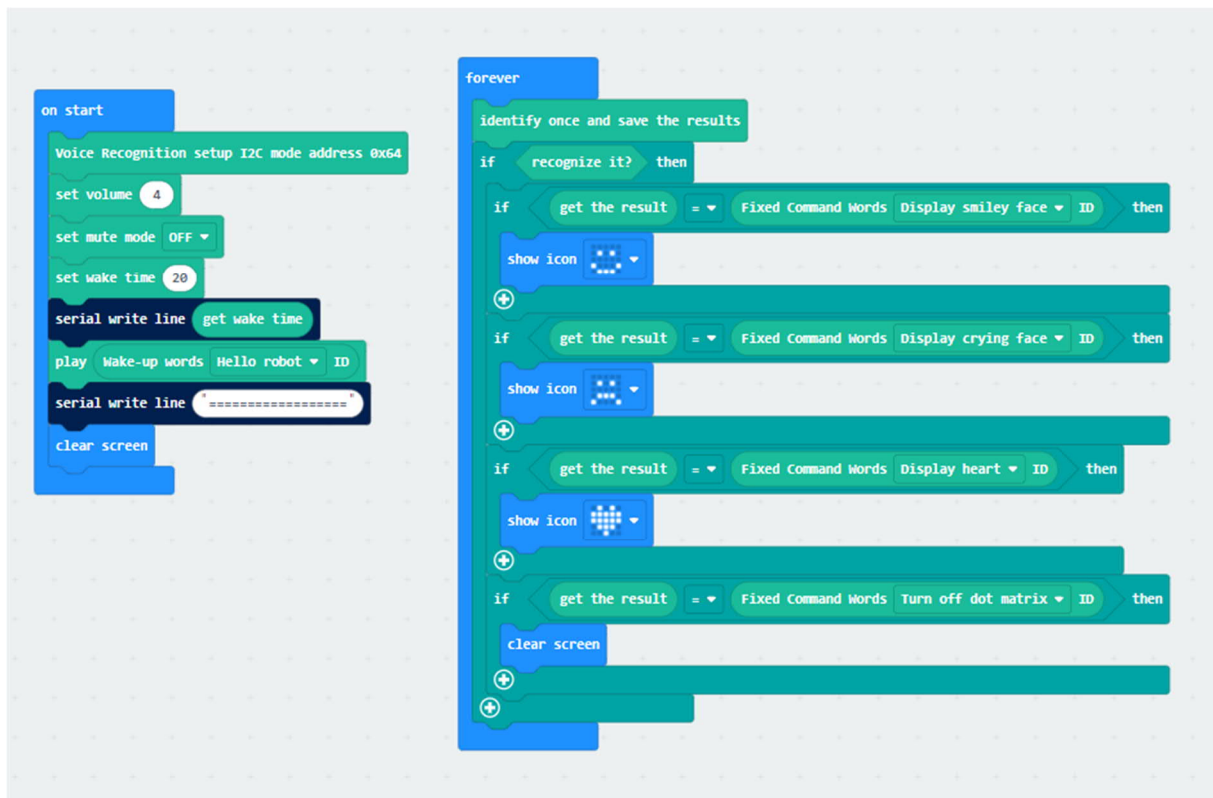 on start
Voice Recognition setup I2C mode address 0x64
set volume 4
set mute mode OFF
set wake time 20
serial write line get wake time
play Wake-up words Hello robot ID
serial write line "=================="
clear screen
forever
identify once and save the results
if recognize it? then
if get the result = Fixed Command Words Display smiley face ID then
show icon
if get the result = Fixed Command Words Display crying face ID then
show icon
if get the result = Fixed Command Words Display heart ID then
show icon
if get the result = Fixed Command Words Turn off dot matrix ID then
clear screen